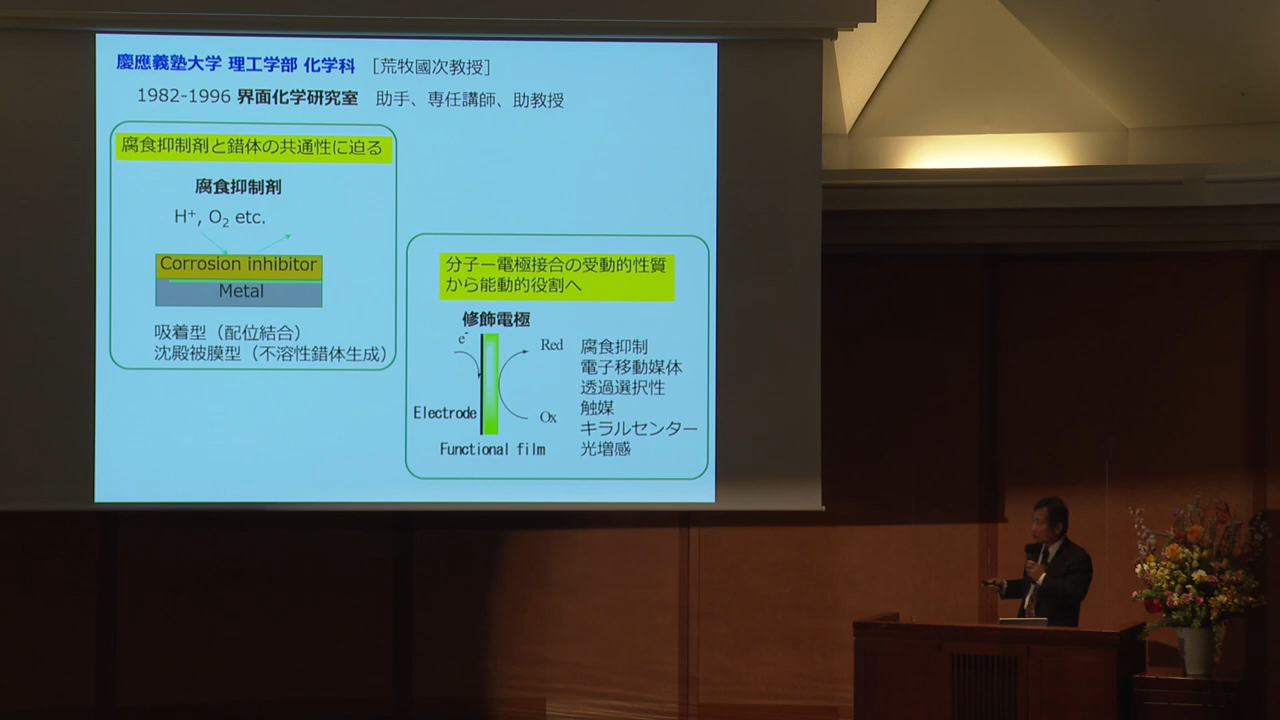 慶應義塾大学 理工学部 化学科 [荒牧國次教授]
1982-1996 界面化学研究室 助手、専任講師、助教授
腐食抑制剤と錯体の共通性に迫る
腐食抑制剤
H+, O2 etc.
Corrosion inhibitor
Metal
吸着型（配位結合）
沈殿被膜型（不溶性錯体生成）
分子ー電極接合の受動的性質
から能動的役割へ
修飾電極
e-
Red
Ox
Electrode
Functional film
腐食抑制
電子移動媒体
透過選択性
触媒
キラルセンター
光増感